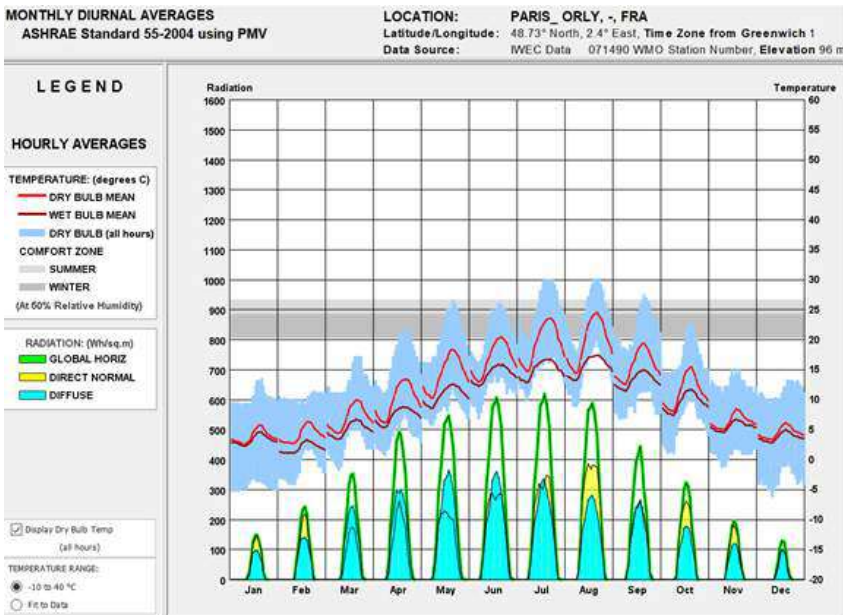 MONTHLY DIURNAL AVERAGES
ASHRAE Standard 55-2004 using PMV
LOCATION: PARIS_ ORLY, -, FRA
Latitude/Longitude: 48.73° North, 2.4° East, Time Zone from Greenwich 1
Data Source: IWEC Data 071490 WMO Station Number, Elevation 96 m
LEGEND
HOURLY AVERAGES
TEMPERATURE: (degrees C)
DRY BULB MEAN
WET BULB MEAN
DRY BULB (all hours)
COMFORT ZONE
SUMMER
WINTER
(At 60% Relative Humidity)
RADIATION: (Wh/sq.m)
GLOBAL HORIZ
DIRECT NORMAL
DIFFUSE
Display Dry Bulb Temp
(all hours)
TEMPERATURE RANGE:
-10 to 40 °C
Fit to Data
Radiation
1600
1500
1400
1300
1200
1100
1000
900
800
700
600
500
400
300
200
100
0
Temperature
60
55
50
45
40
35
30
25
20
15
10
5
0
-5
-10
-15
-20
Jan Feb Mar Apr May Jun Jul Aug Sep Oct Nov Dec